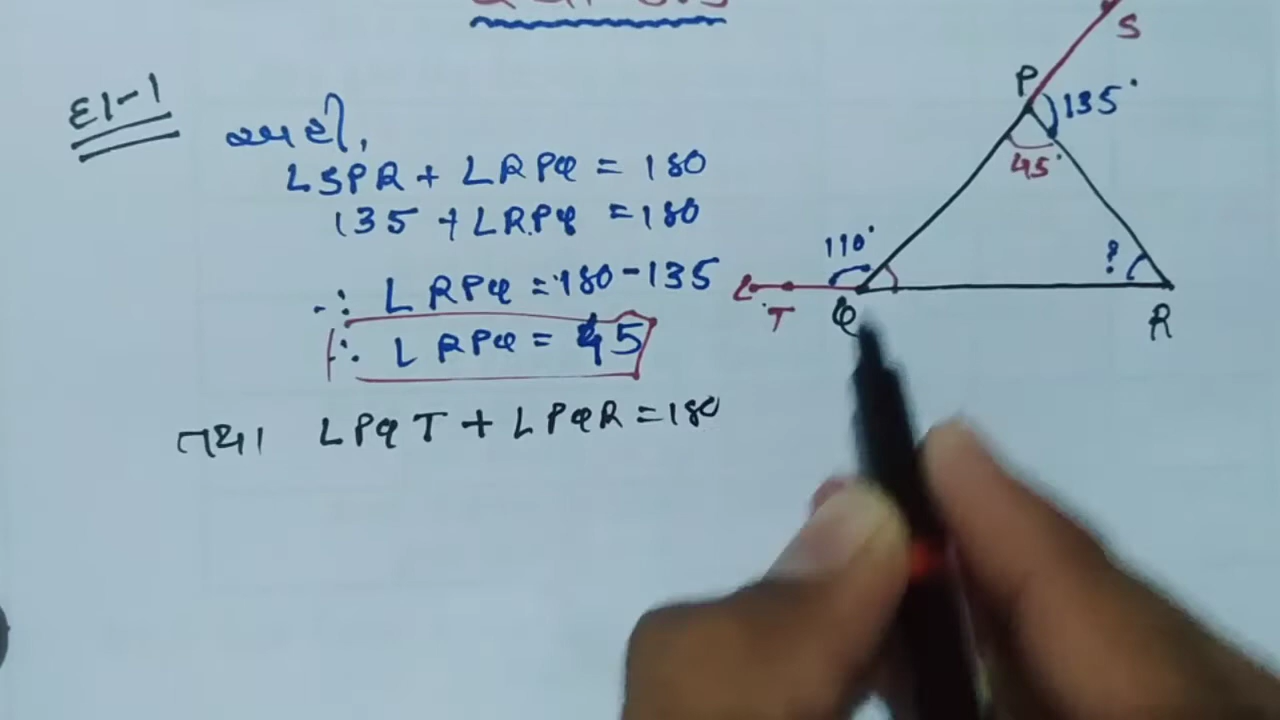 દા-1
અહીં,
∠SPR + ∠RPQ = 180
135 + ∠RPQ = 180
∴ ∠RPQ = 180 - 135
∴ ∠RPQ = 45
તથા ∠PQT + ∠PQR = 180
S
P
135°
45°
110°
?
T
Q
R